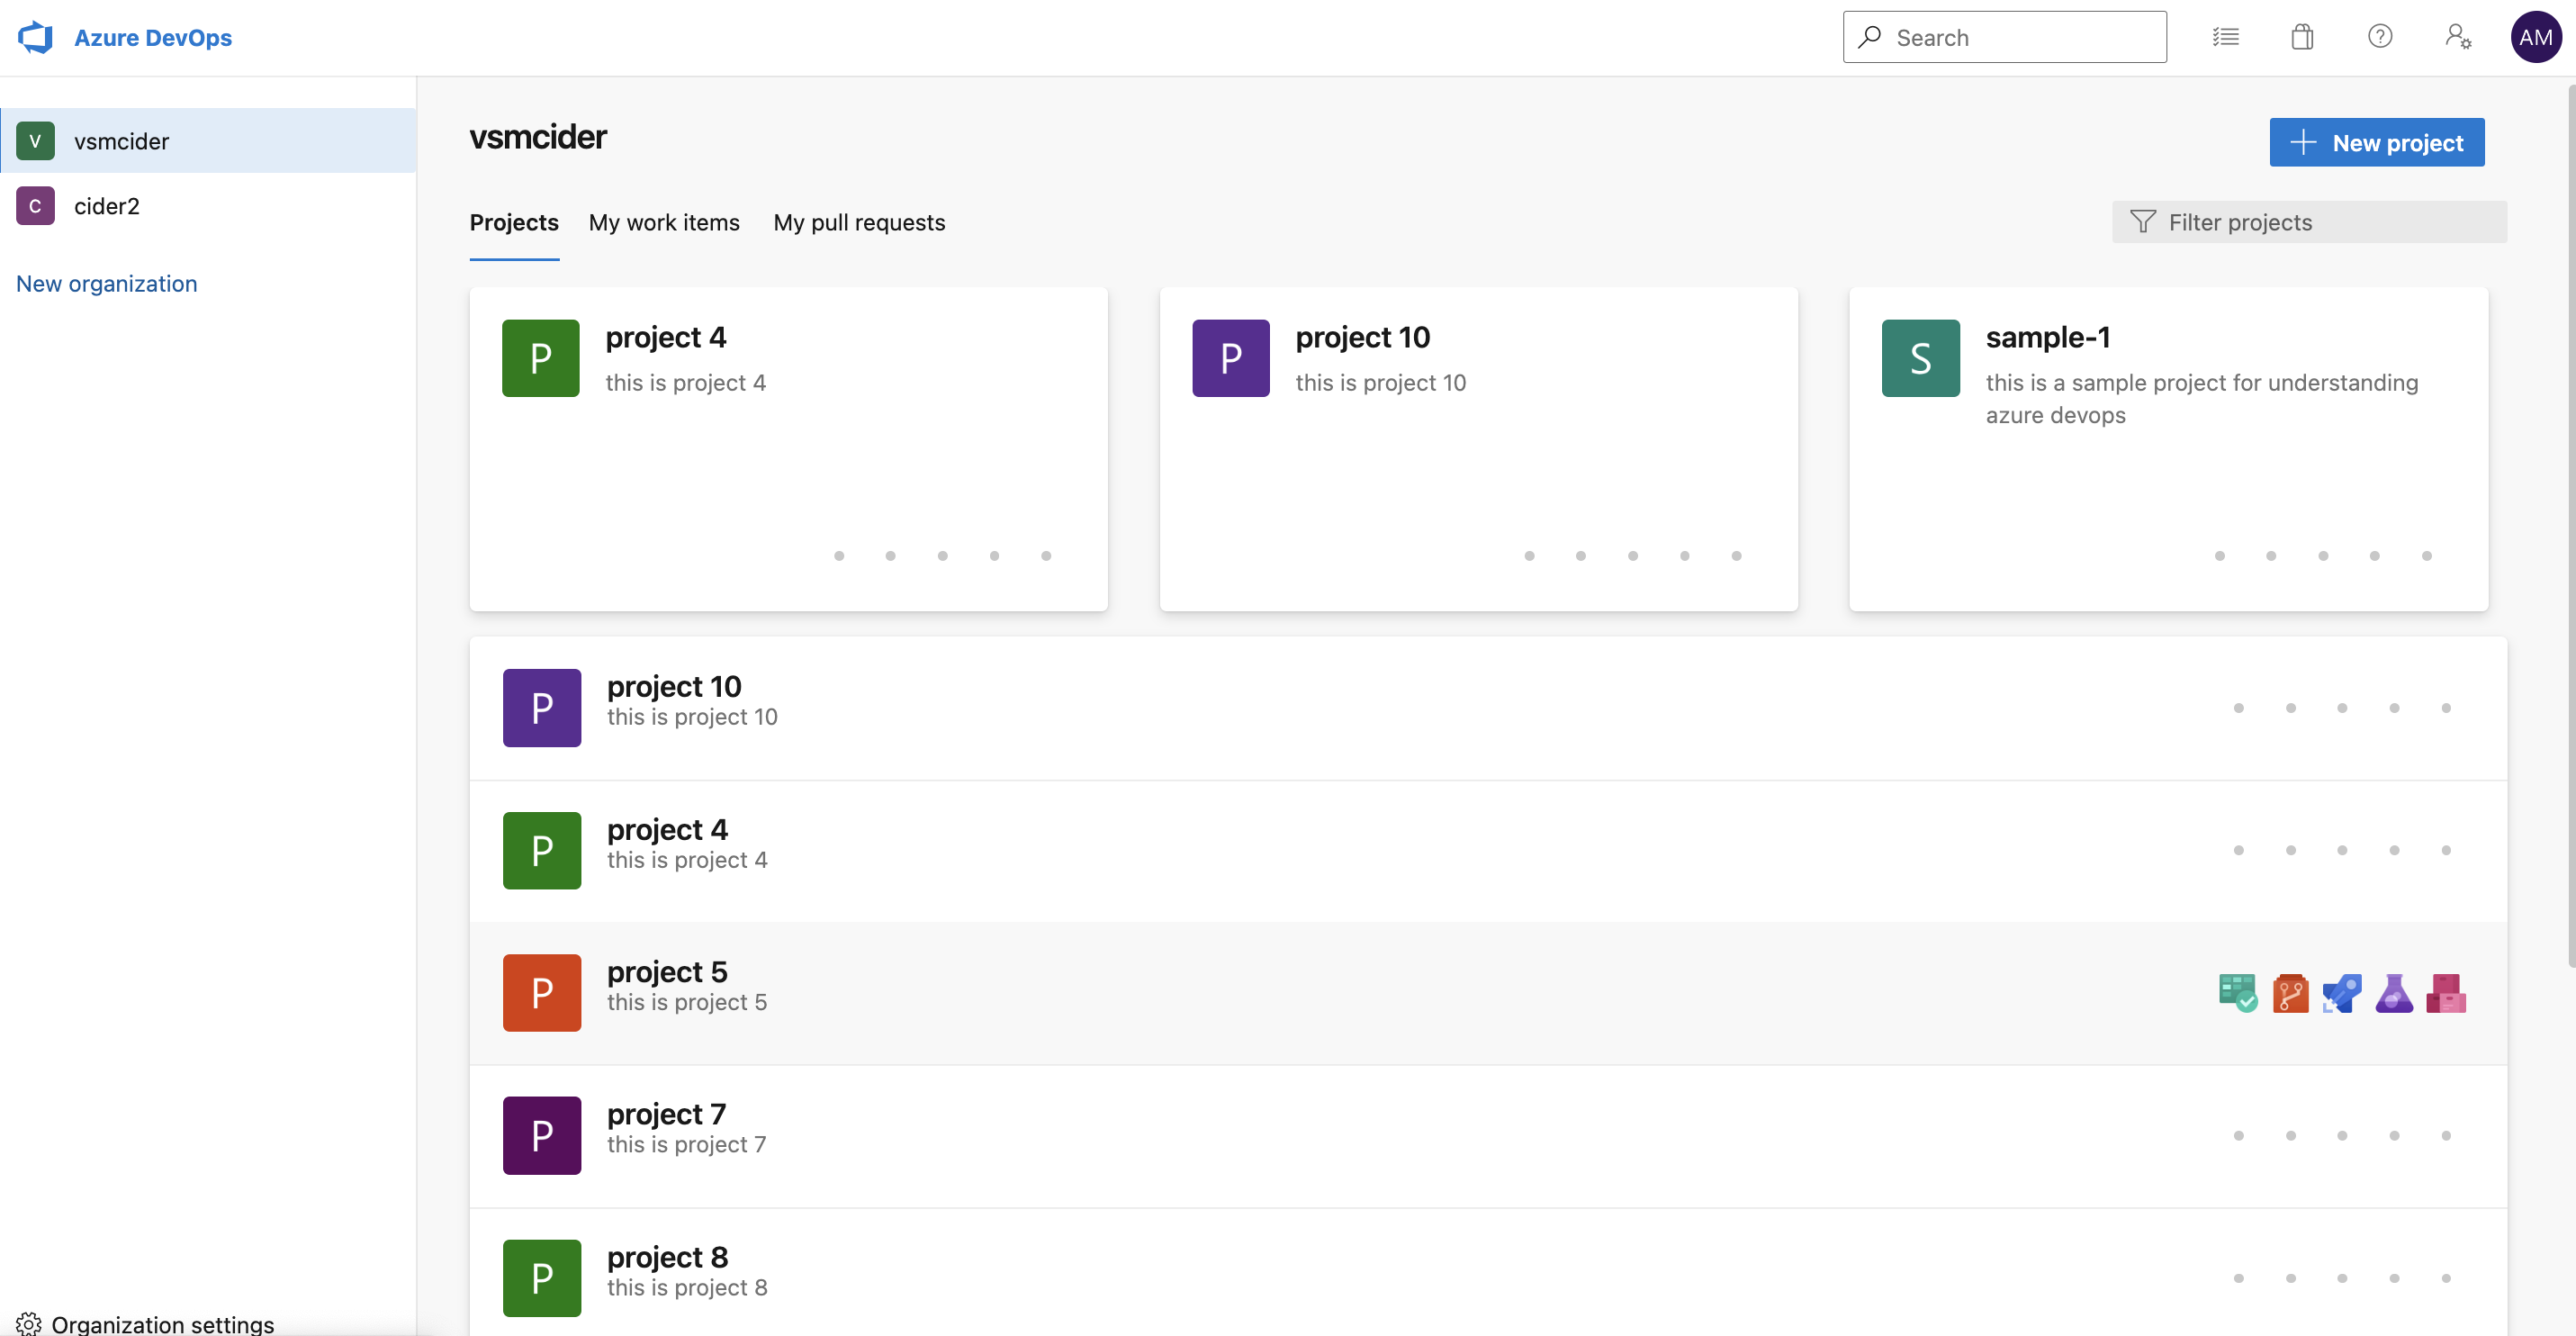 Azure DevOps
Search
AM
V
vsmcider
C
cider2
New organization
Organization settings
vsmcider
New project
Projects
My work items
My pull requests
Filter projects
P
project 4
this is project 4
P
project 10
this is project 10
S
sample-1
this is a sample project for understanding
azure devops
P
project 10
this is project 10
P
project 4
this is project 4
P
project 5
this is project 5
P
project 7
this is project 7
P
project 8
this is project 8